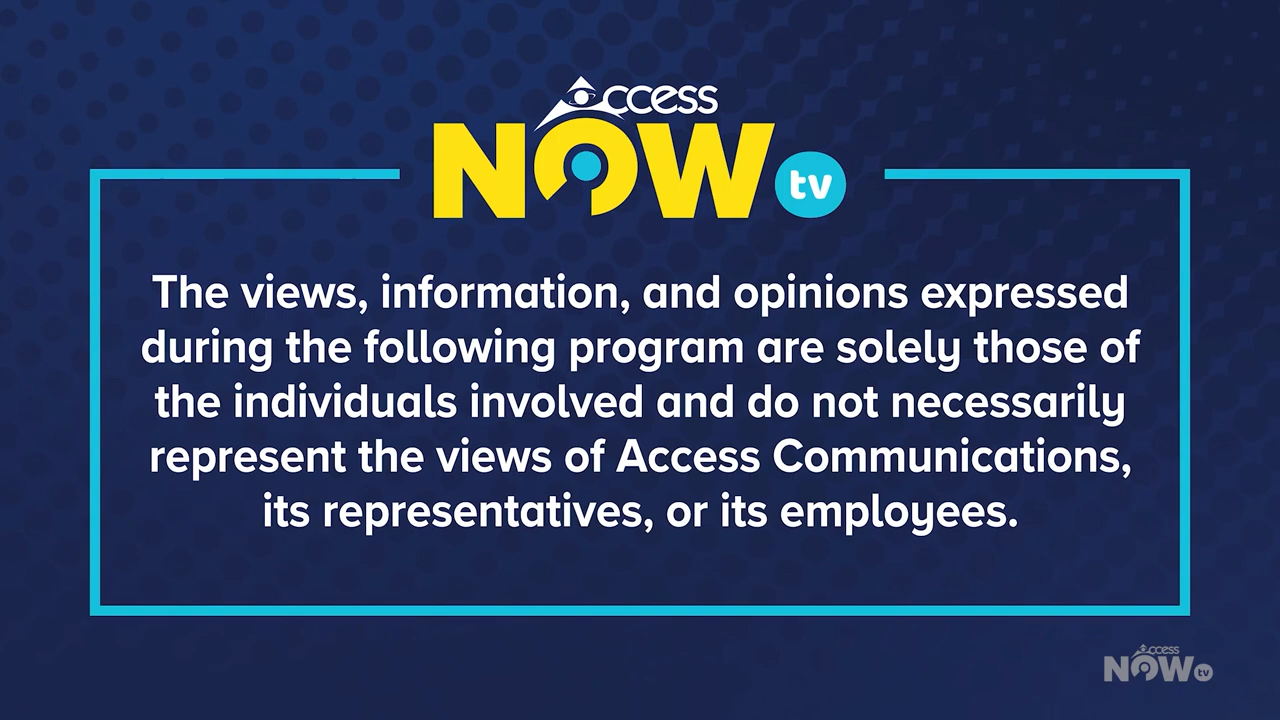 Access
NOW tv
The views, information, and opinions expressed
during the following program are solely those of
the individuals involved and do not necessarily
represent the views of Access Communications,
its representatives, or its employees.
Access
NOW tv